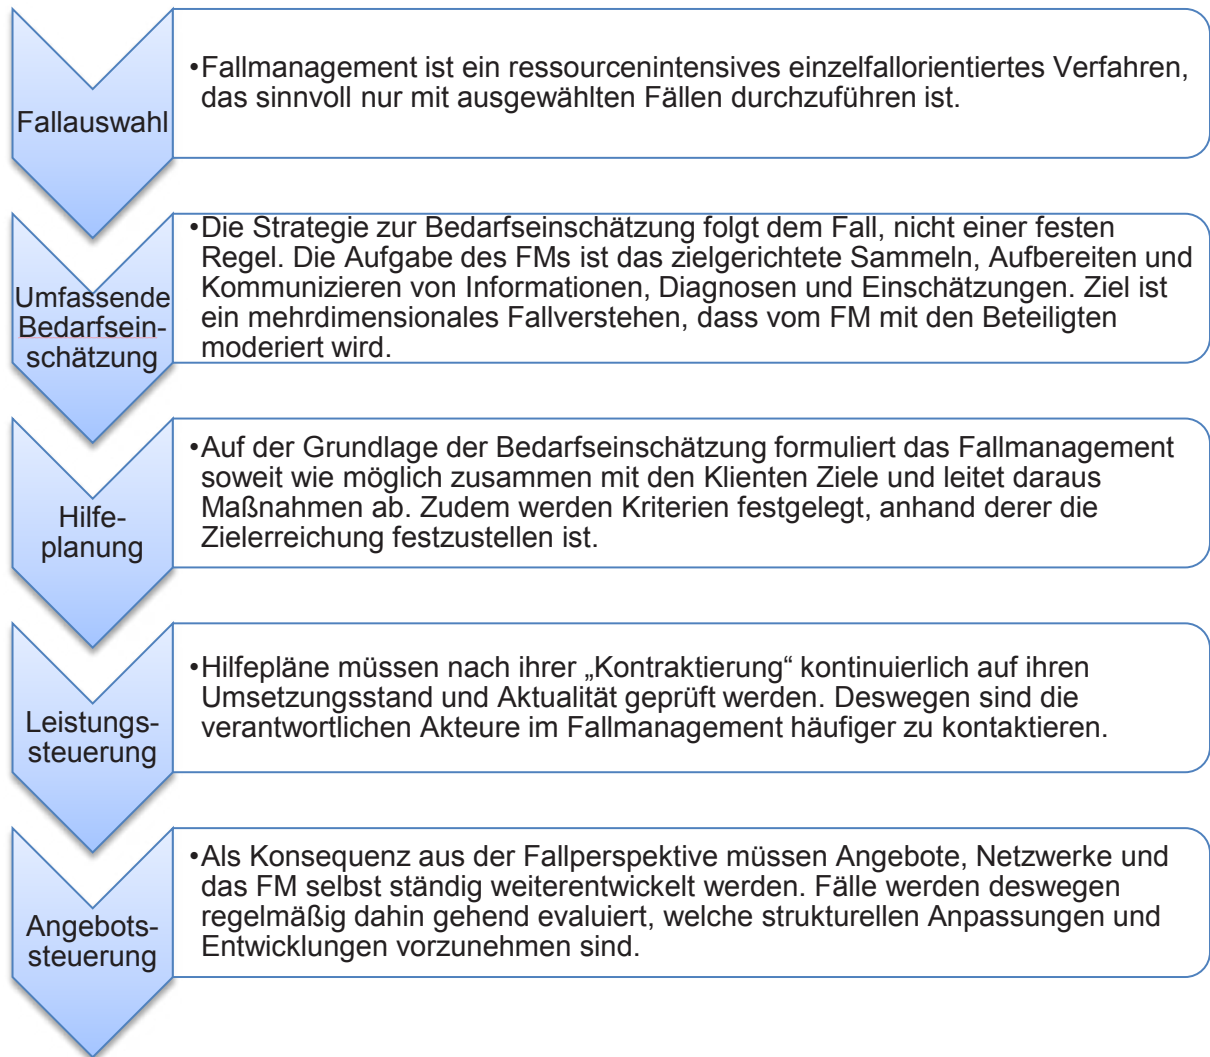 Fallauswahl
•Fallmanagement ist ein ressourcenintensives einzelfallorientiertes Verfahren,
das sinnvoll nur mit ausgewählten Fällen durchzuführen ist.
Umfassende
Bedarfsein-
schätzung
•Die Strategie zur Bedarfseinschätzung folgt dem Fall, nicht einer festen
Regel. Die Aufgabe des FMs ist das zielgerichtete Sammeln, Aufbereiten und
Kommunizieren von Informationen, Diagnosen und Einschätzungen. Ziel ist
ein mehrdimensionales Fallverstehen, dass vom FM mit den Beteiligten
moderiert wird.
Hilfe-
planung
•Auf der Grundlage der Bedarfseinschätzung formuliert das Fallmanagement
soweit wie möglich zusammen mit den Klienten Ziele und leitet daraus
Maßnahmen ab. Zudem werden Kriterien festgelegt, anhand derer die
Zielerreichung festzustellen ist.
Leistungs-
steuerung
•Hilfepläne müssen nach ihrer „Kontraktierung“ kontinuierlich auf ihren
Umsetzungsstand und Aktualität geprüft werden. Deswegen sind die
verantwortlichen Akteure im Fallmanagement häufiger zu kontaktieren.
Angebots-
steuerung
•Als Konsequenz aus der Fallperspektive müssen Angebote, Netzwerke und
das FM selbst ständig weiterentwickelt werden. Fälle werden deswegen
regelmäßig dahin gehend evaluiert, welche strukturellen Anpassungen und
Entwicklungen vorzunehmen sind.